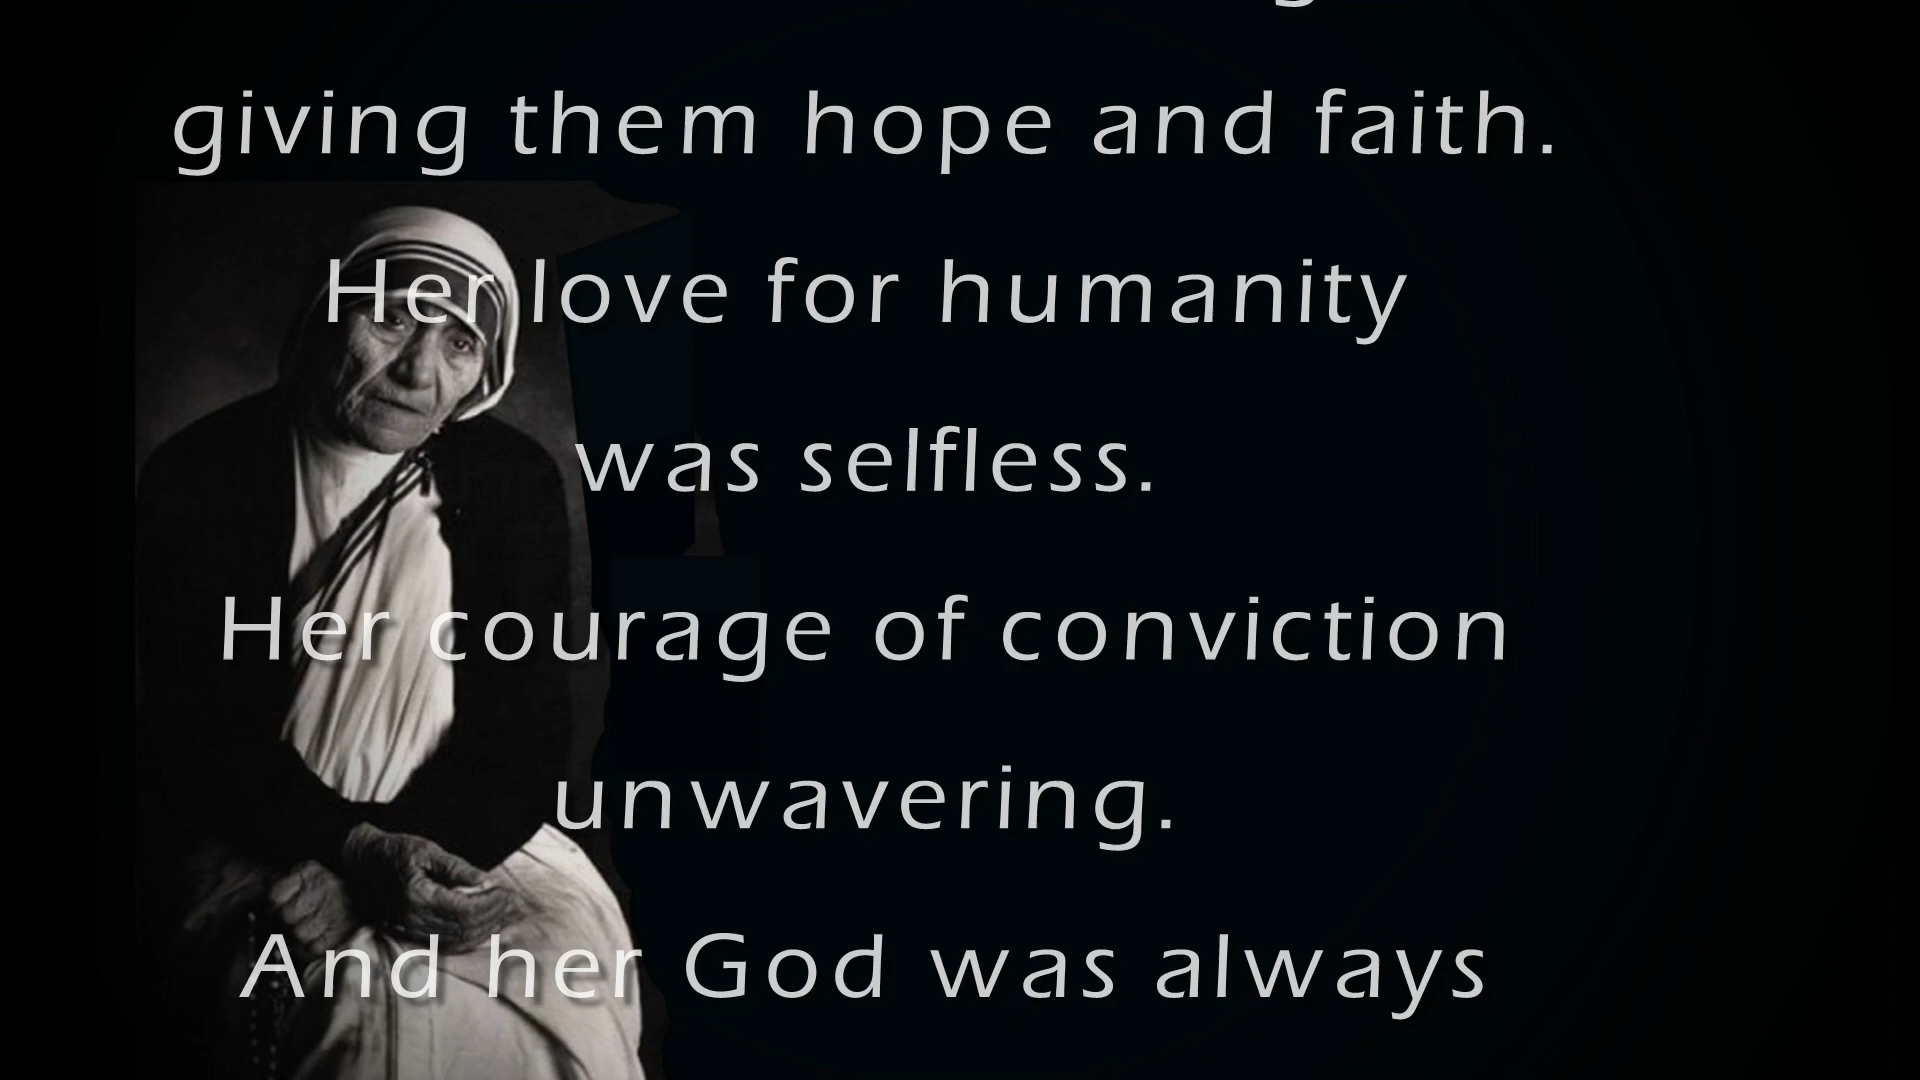 giving them hope and faith.
Her love for humanity
was selfless.
Her courage of conviction
unwavering.
And her God was always